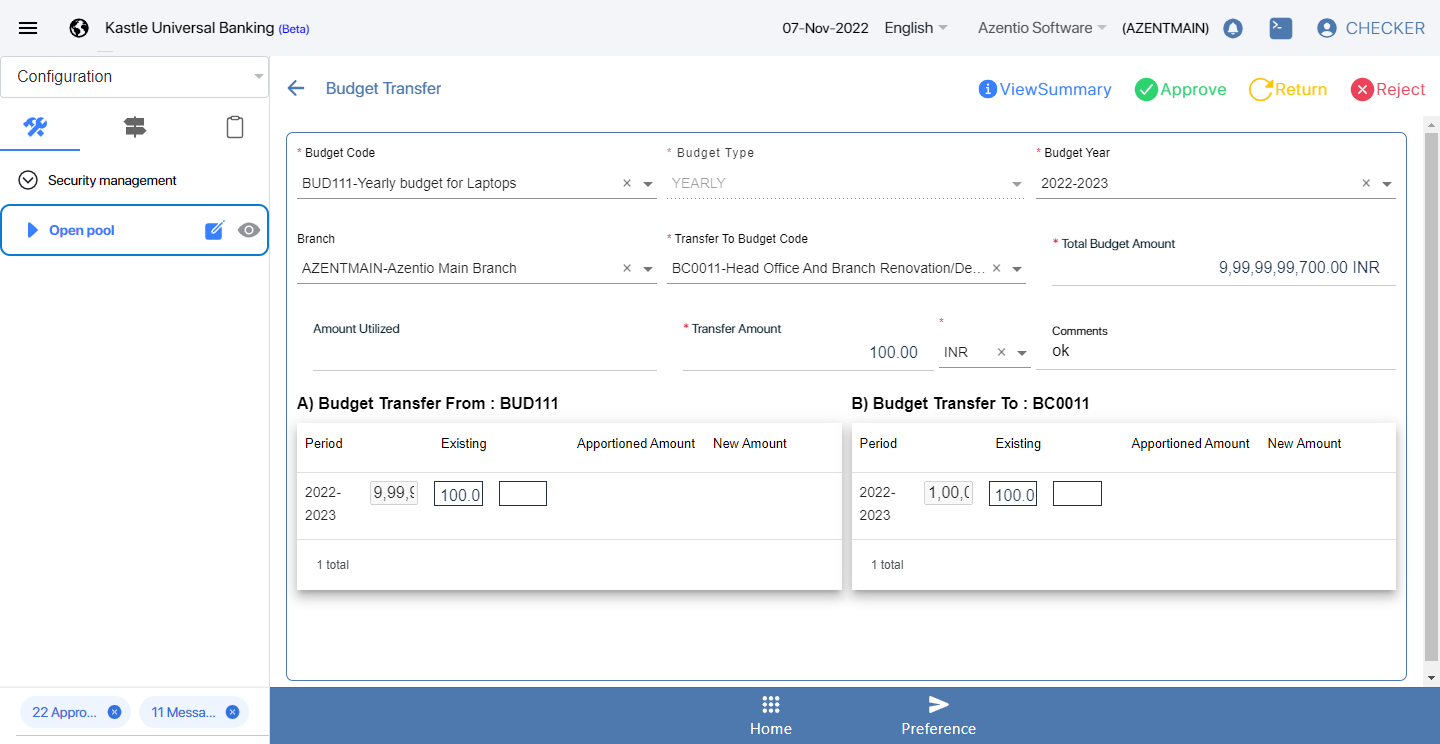 Kastle Universal Banking (Beta)
07-Nov-2022 English Azentio Software (AZENTMAIN) CHECKER
Configuration
Security management
Open pool
22 Appro...
11 Messa...
Budget Transfer
ViewSummary Approve Return Reject
* Budget Code * Budget Type * Budget Year
BUD111-Yearly budget for Laptops YEARLY 2022-2023
Branch * Transfer To Budget Code * Total Budget Amount
AZENTMAIN-Azentio Main Branch BC0011-Head Office And Branch Renovation/De... 9,99,99,99,700.00 INR
Amount Utilized * Transfer Amount * Comments
100.00 INR ok
A) Budget Transfer From : BUD111
Period Existing Apportioned Amount New Amount
2022-
2023
9,99,9 100.0
1 total
B) Budget Transfer To : BC0011
Period Existing Apportioned Amount New Amount
2022-
2023
1,00,0 100.0
1 total
Home Preference